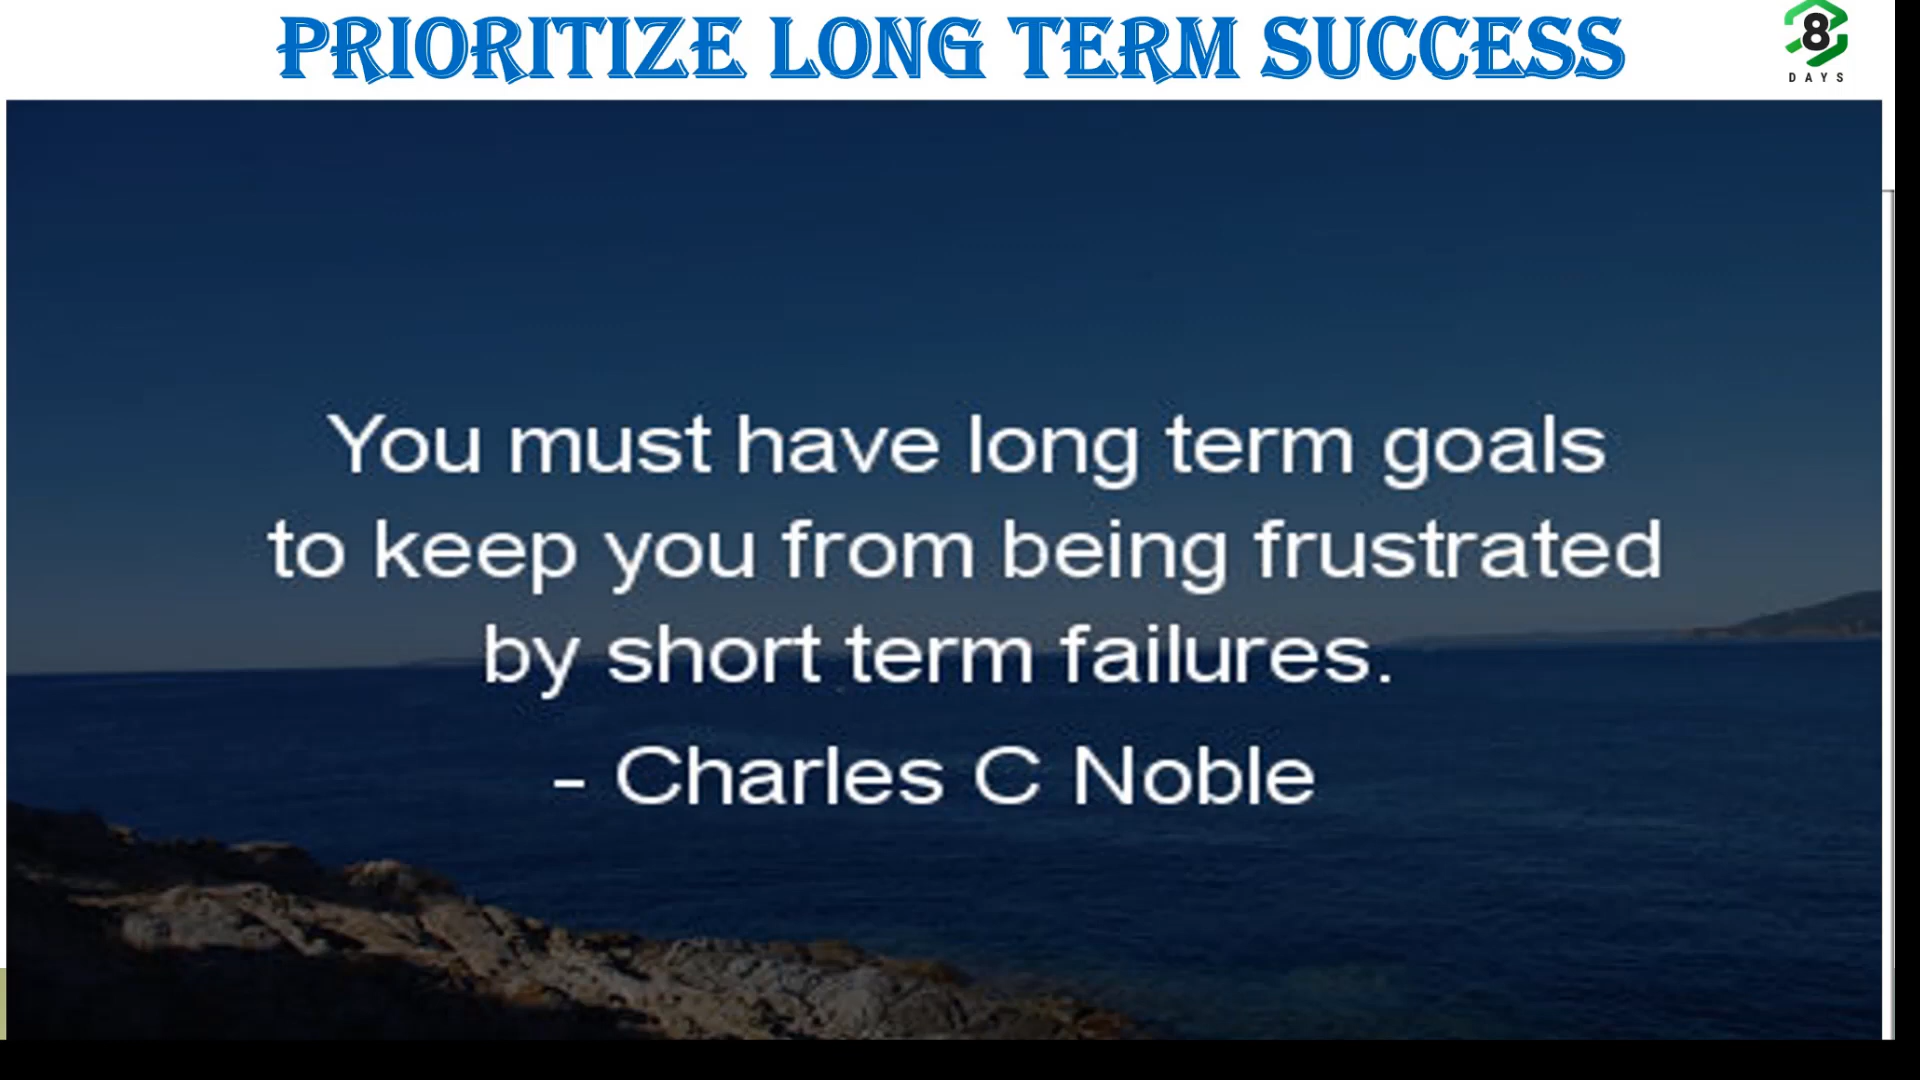 PRIORITIZE LONG TERM SUCCESS
8
DAYS
You must have long term goals
to keep you from being frustrated
by short term failures.
- Charles C Noble